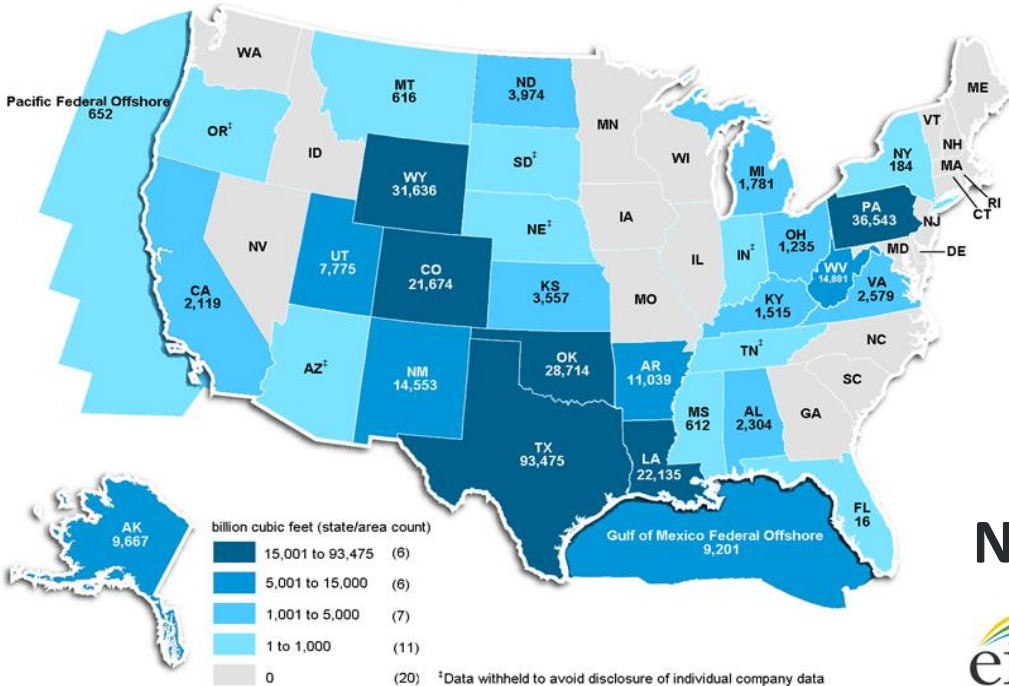 WA
MT
616
ND
3,974
MN
ME
VT
NH
MA
RI
CT
Pacific Federal Offshore
652
OR‡
ID
WY
31,636
SD‡
WI
MI
1,781
NY
184
PA
36,543
NJ
MD
DE
NV
UT
7,775
CO
21,674
NE‡
IA
IL
IN‡
OH
1,235
WV
14,881
VA
2,579
CA
2,119
KS
3,557
MO
KY
1,515
NC
AZ‡
NM
14,553
OK
28,714
AR
11,039
TN‡
SC
MS
612
AL
2,304
GA
TX
93,475
LA
22,135
FL
16
Gulf of Mexico Federal Offshore
9,201
AK
9,667
billion cubic feet (state/area count)
15,001 to 93,475 (6)
5,001 to 15,000 (6)
1,001 to 5,000 (7)
1 to 1,000 (11)
0 (20)
‡Data withheld to avoid disclosure of individual company data
N